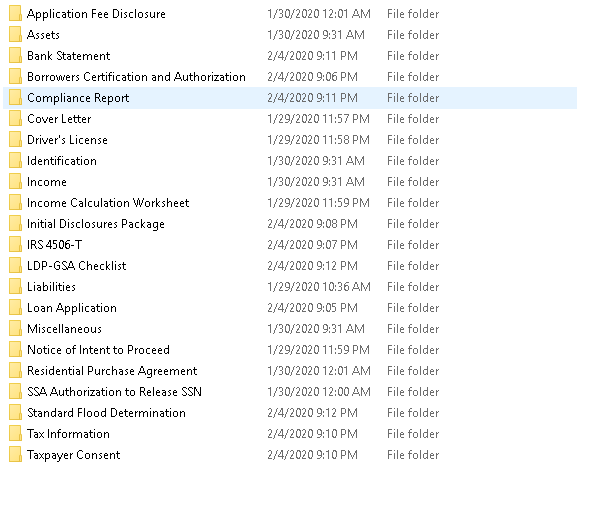 Application Fee Disclosure 1/30/2020 12:01 AM File folder
Assets 1/30/2020 9:31 AM File folder
Bank Statement 2/4/2020 9:11 PM File folder
Borrowers Certification and Authorization 2/4/2020 9:06 PM File folder
Compliance Report 2/4/2020 9:11 PM File folder
Cover Letter 1/29/2020 11:57 PM File folder
Driver's License 1/29/2020 11:58 PM File folder
Identification 1/30/2020 9:31 AM File folder
Income 1/30/2020 9:31 AM File folder
Income Calculation Worksheet 1/29/2020 11:59 PM File folder
Initial Disclosures Package 2/4/2020 9:08 PM File folder
IRS 4506-T 2/4/2020 9:07 PM File folder
LDP-GSA Checklist 2/4/2020 9:12 PM File folder
Liabilities 1/29/2020 10:36 AM File folder
Loan Application 2/4/2020 9:05 PM File folder
Miscellaneous 1/30/2020 9:31 AM File folder
Notice of Intent to Proceed 1/29/2020 11:59 PM File folder
Residential Purchase Agreement 1/30/2020 12:01 AM File folder
SSA Authorization to Release SSN 1/30/2020 12:00 AM File folder
Standard Flood Determination 2/4/2020 9:12 PM File folder
Tax Information 2/4/2020 9:10 PM File folder
Taxpayer Consent 2/4/2020 9:10 PM File folder